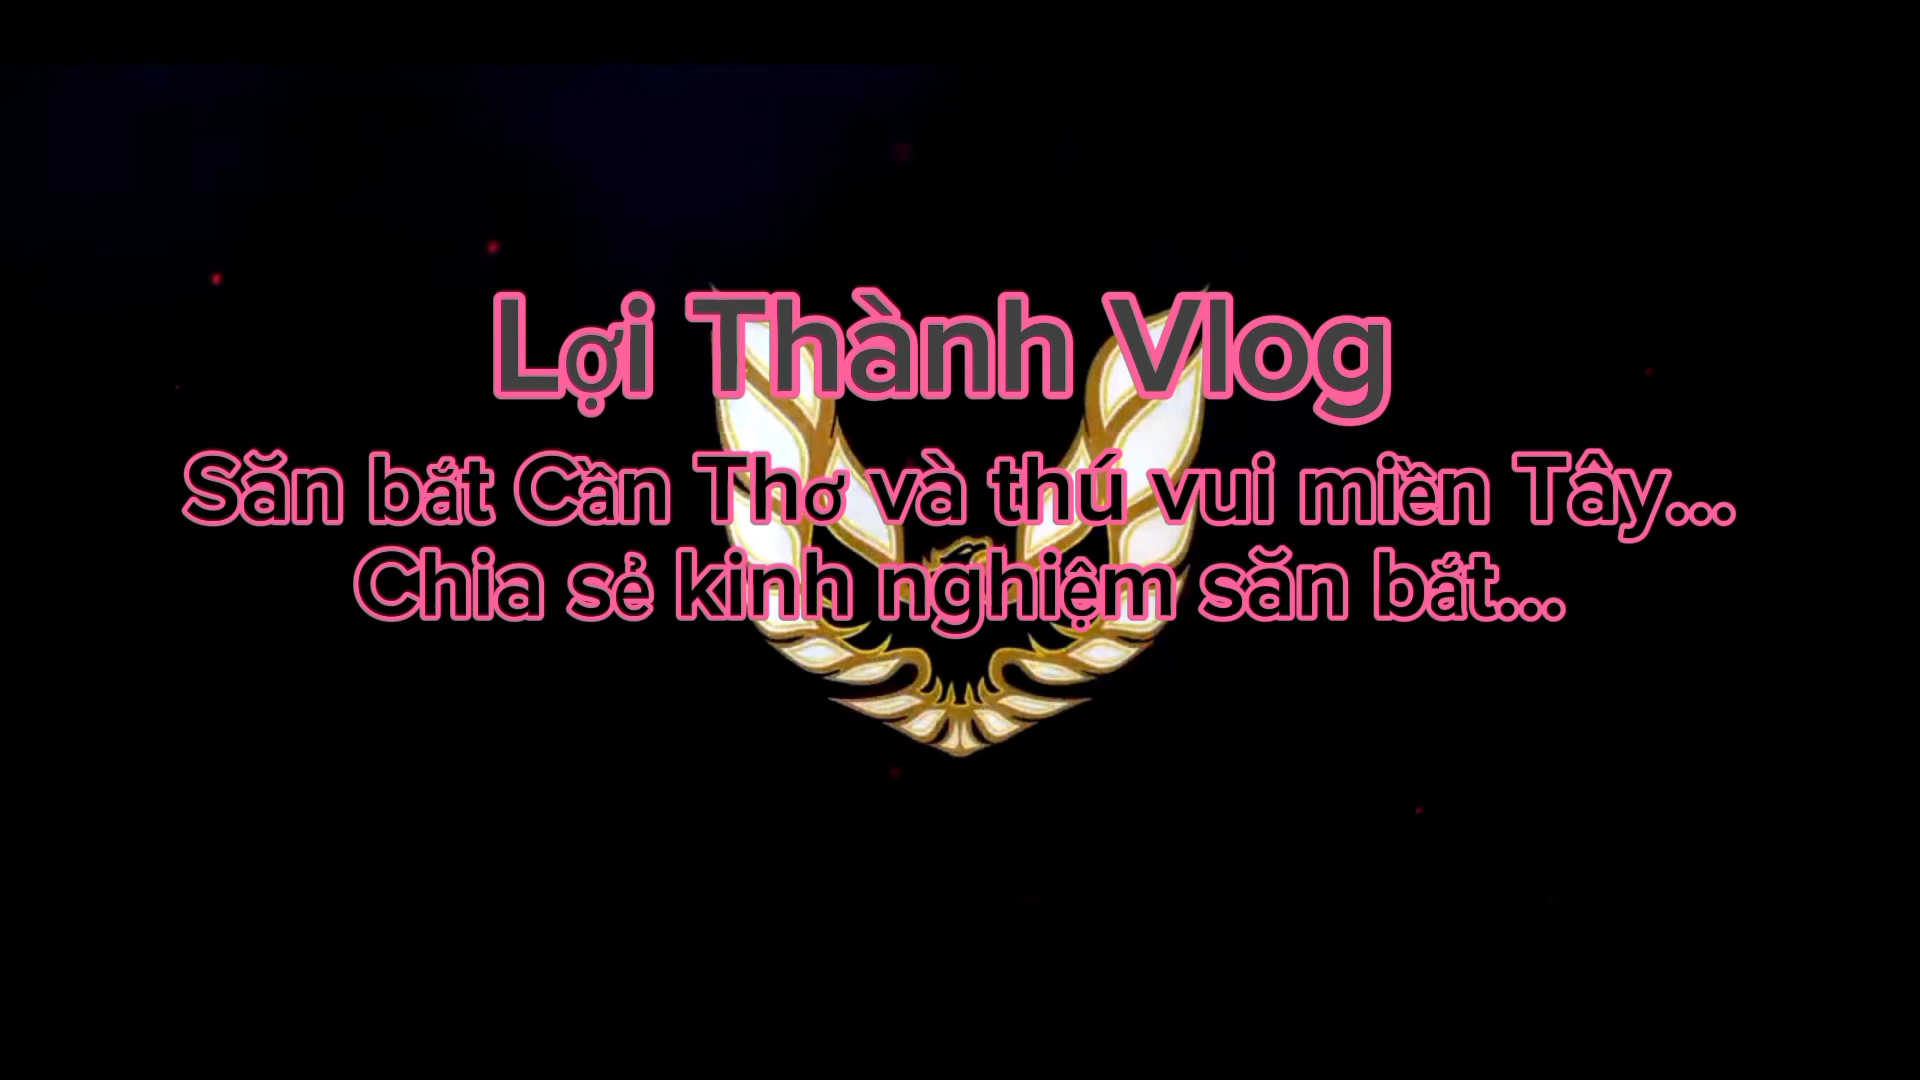 Lợi Thành Vlog
Săn bắt Cần Thơ và thú vui miền Tây...
Chia sẻ kinh nghiệm săn bắt...